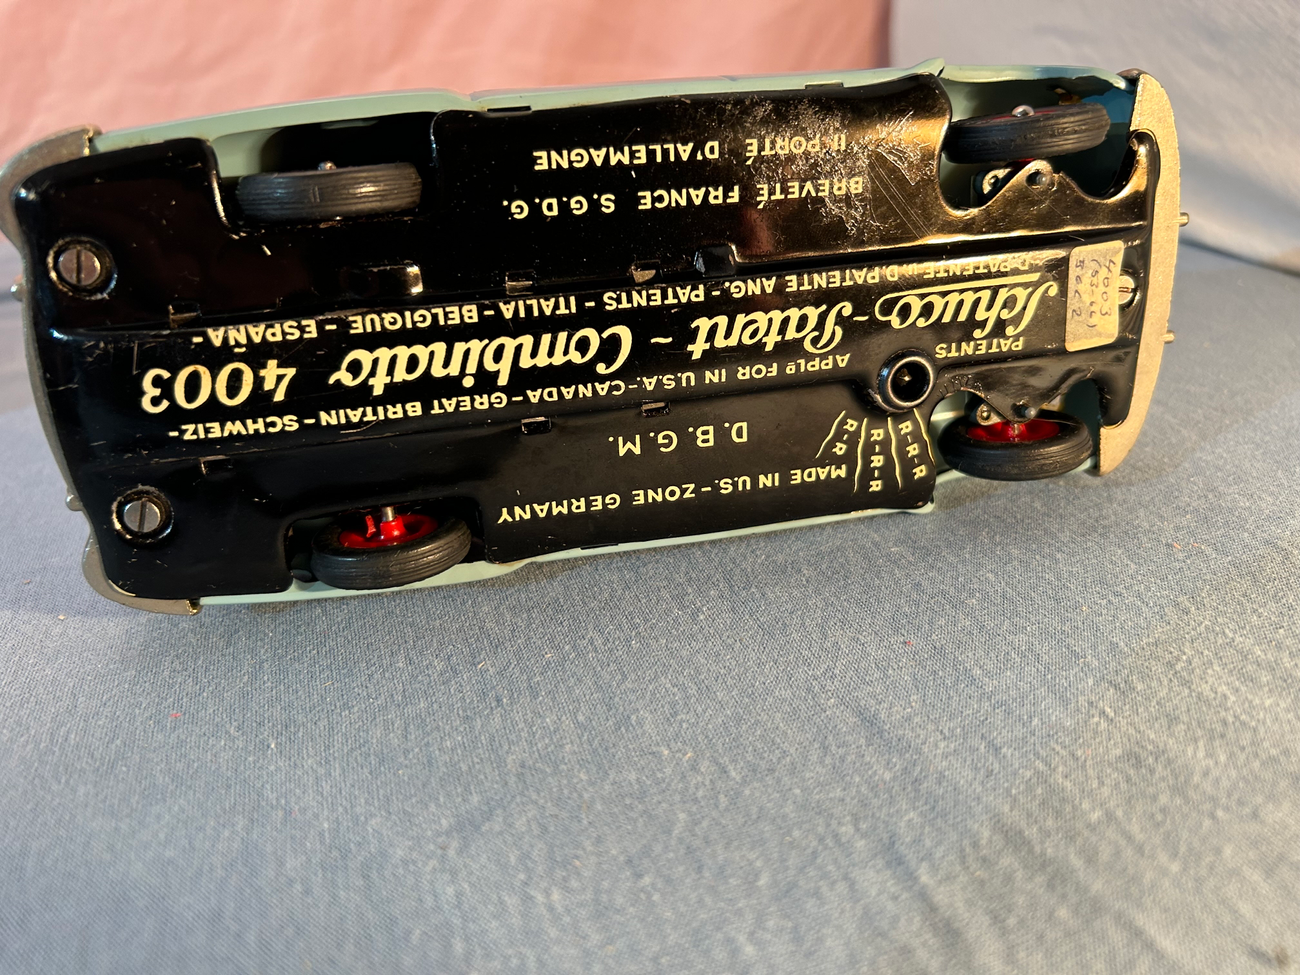 MADE IN U.S.-ZONE GERMANY
R-R
R-R-R
R-R-R
D. B. G. M.
PATENTS APPLD FOR IN U.S.A.-CANADA-GREAT BRITAIN-SCHWEIZ-
Schuco ~ Patent ~ Combinato 4003
D.PATENTE D.PATENTE ANG.-PATENTS - ITALIA-BELGIQUE - ESPAÑA-
BREVETÉ FRANCE S.G.D.G.
PORTÉ D'ALLEMAGNE
4003